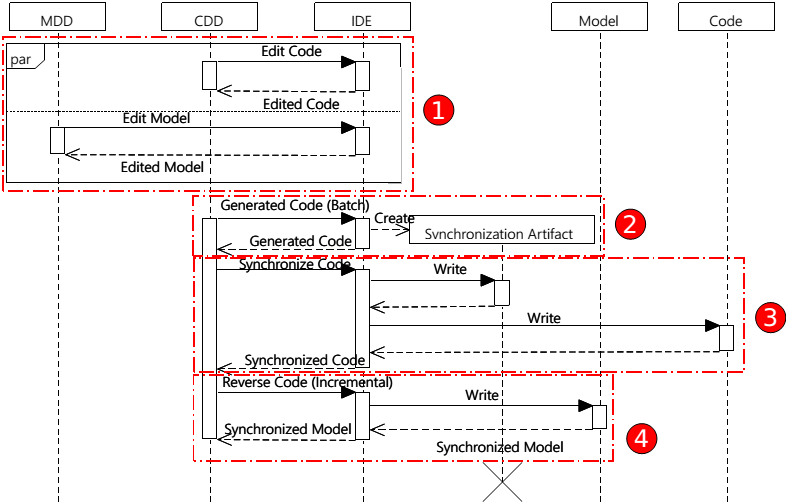 MDD CDD IDE Model Code
par
Edit Code
Edited Code
1
Edit Model
Edited Model
Generated Code (Batch)
Create
Synchronization Artifact
2
Generated Code
Synchronize Code
Write
Write
3
Synchronized Code
Reverse Code (Incremental)
Write
Synchronized Model
4
Synchronized Model